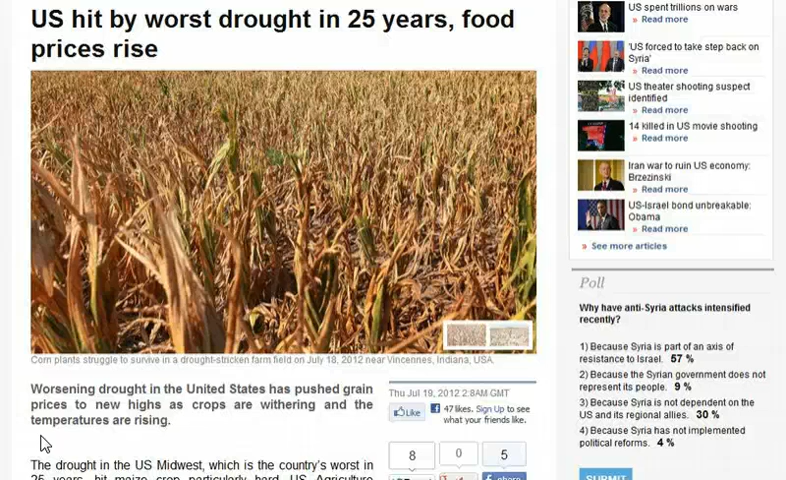 US hit by worst drought in 25 years, food
prices rise
Corn plants struggle to survive in a drought-stricken farm field on July 18, 2012 near Vincennes, Indiana, USA.
Worsening drought in the United States has pushed grain
prices to new highs as crops are withering and the
temperatures are rising.
The drought in the US Midwest, which is the country's worst in
25 years, hit maize crop particularly hard, US Agriculture
Thu Jul 19, 2012 2:8AM GMT
Like
47 likes. Sign Up to see
what your friends like.
8
0
5
share
US spent trillions on wars
» Read more
'US forced to take step back on
Syria'
» Read more
US theater shooting suspect
identified
» Read more
14 killed in US movie shooting
» Read more
Iran war to ruin US economy:
Brzezinski
» Read more
US-Israel bond unbreakable:
Obama
» Read more
» See more articles
Poll
Why have anti-Syria attacks intensified
recently?
1) Because Syria is part of an axis of
resistance to Israel. 57 %
2) Because the Syrian government does not
represent its people. 9 %
3) Because Syria is not dependent on the
US and its regional allies. 30 %
4) Because Syria has not implemented
political reforms. 4 %
SUBMIT